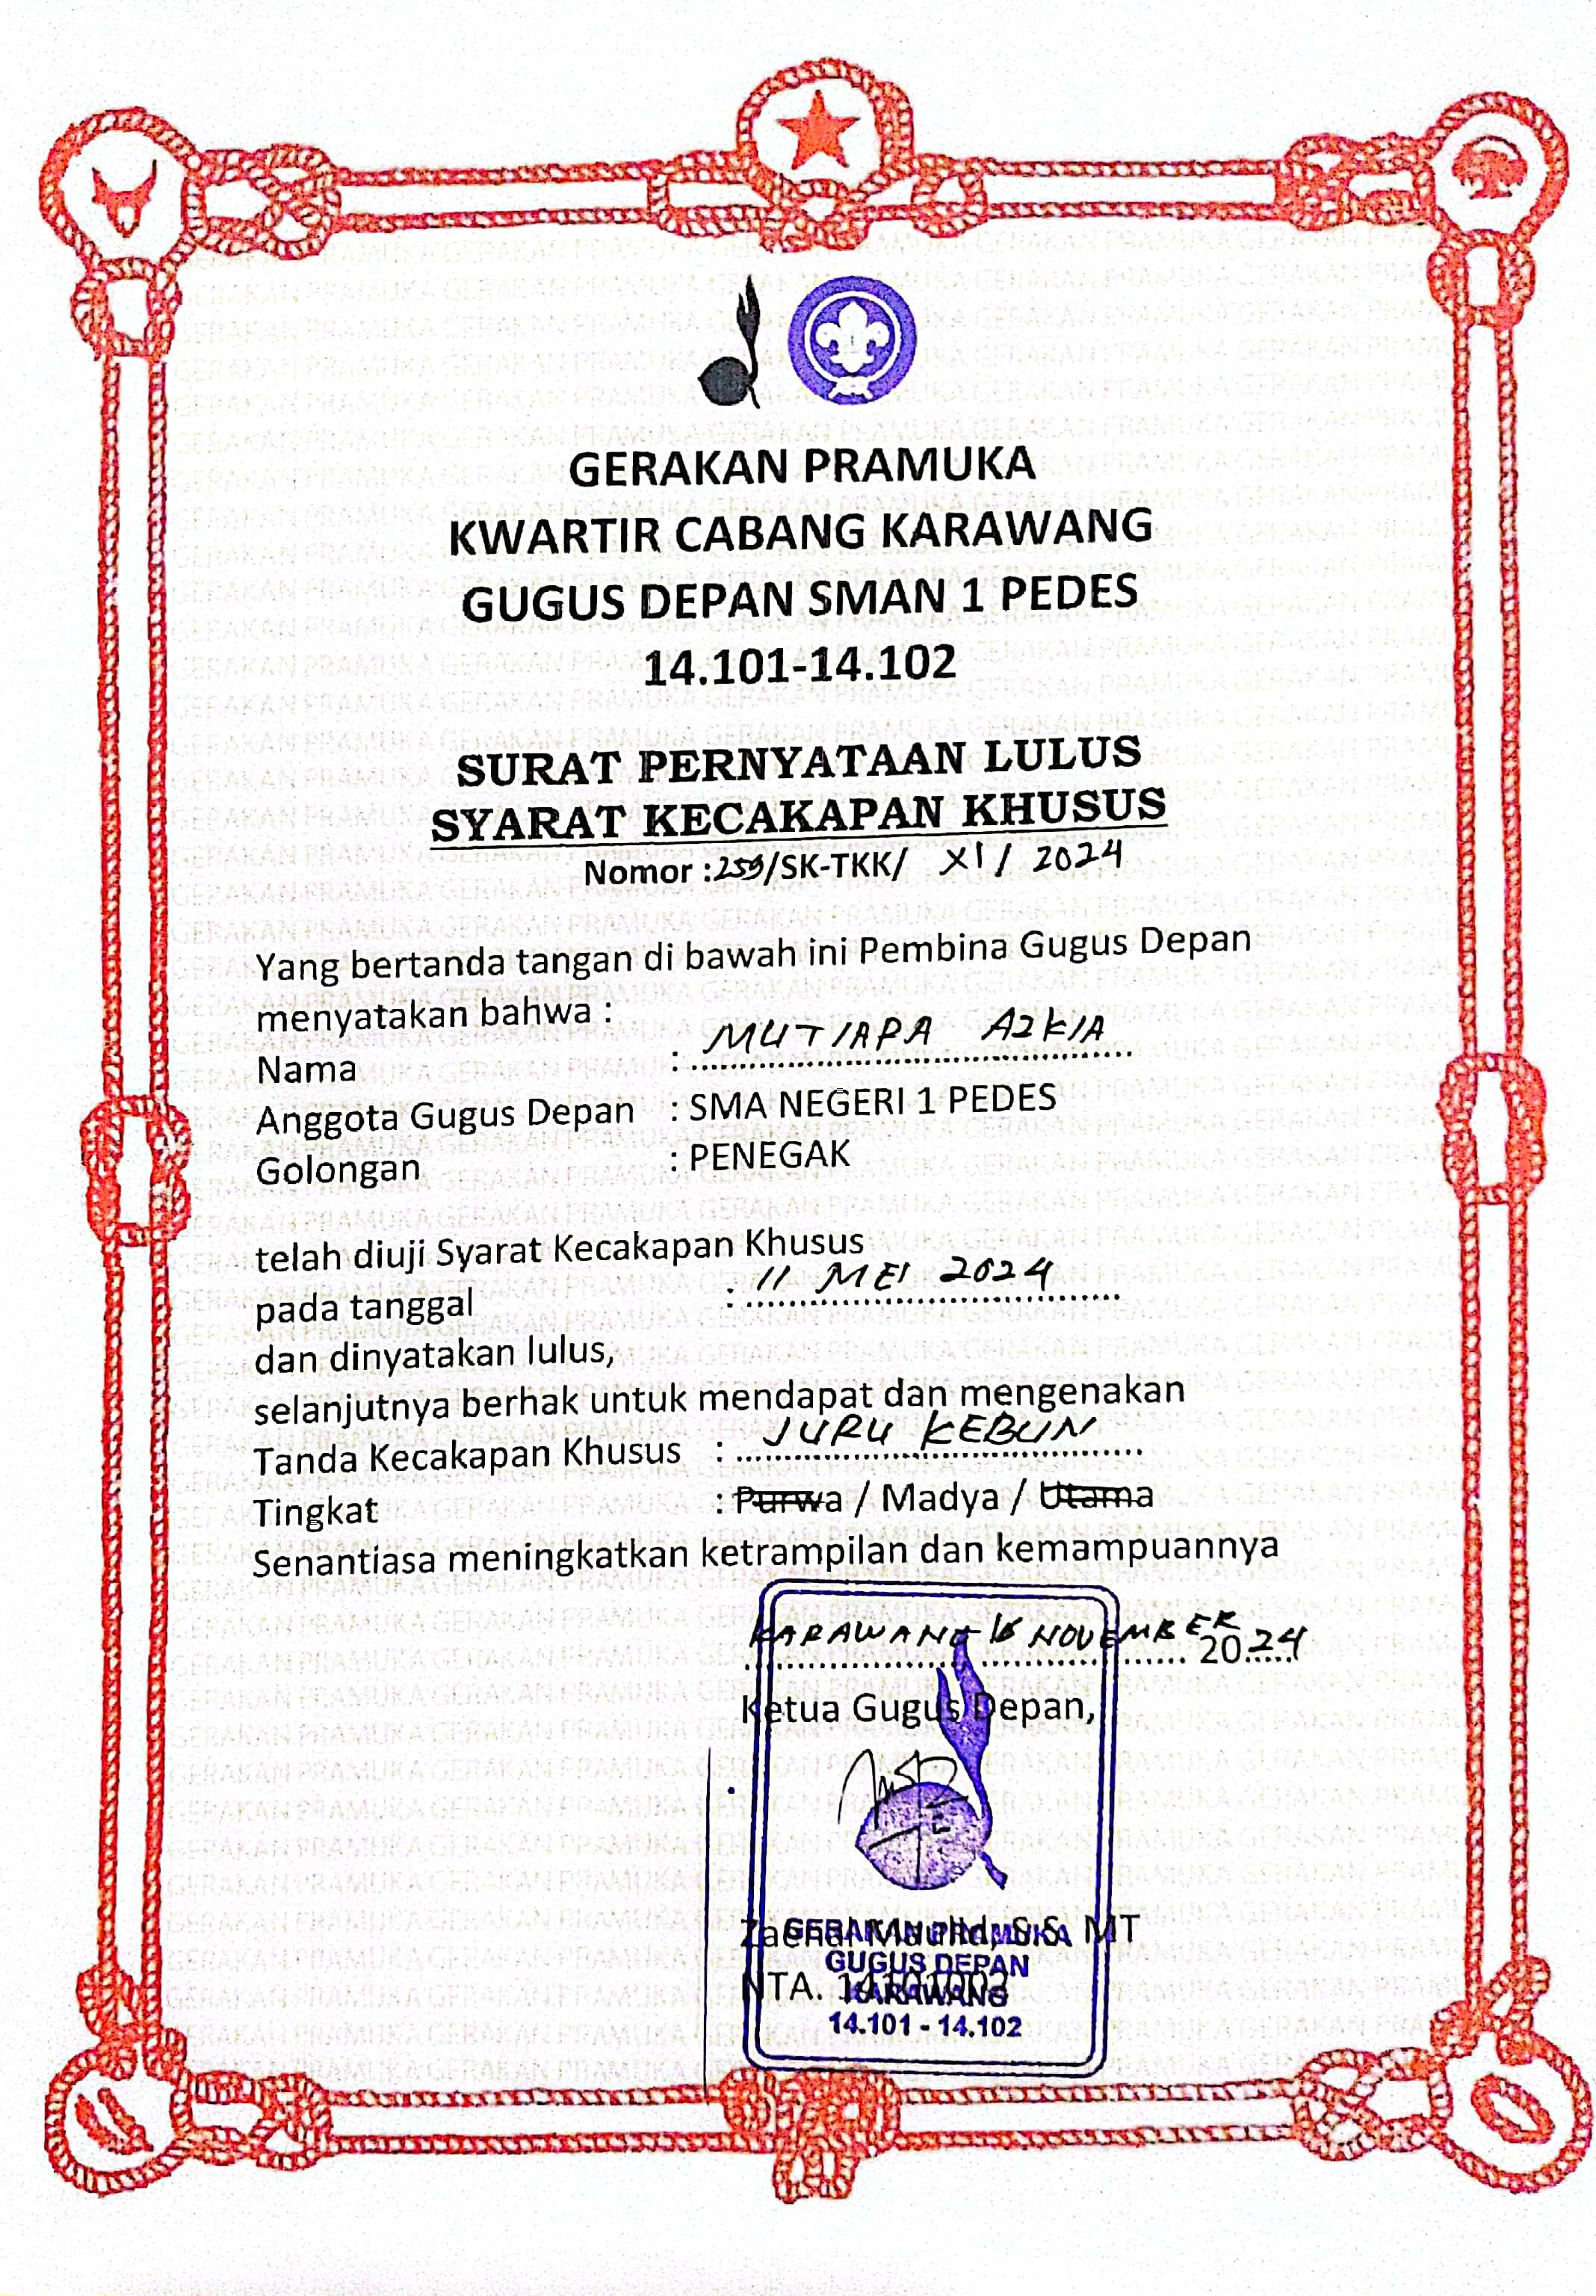 GERAKAN PRAMUKA
KWARTIR CABANG KARAWANG
GUGUS DEPAN SMAN 1 PEDES
14.101-14.102
SURAT PERNYATAAN LULUS
SYARAT KECAKAPAN KHUSUS
Nomor : 259/SK-TKK/ XI / 2024
Yang bertanda tangan di bawah ini Pembina Gugus Depan
menyatakan bahwa :
Nama : MUTIARA AZKIA
Anggota Gugus Depan : SMA NEGERI 1 PEDES
Golongan : PENEGAK
telah diuji Syarat Kecakapan Khusus
pada tanggal : 11 MEI 2024
dan dinyatakan lulus,
selanjutnya berhak untuk mendapat dan mengenakan
Tanda Kecakapan Khusus : JURU KEBUN
Tingkat : Purwa / Madya / Utama
Senantiasa meningkatkan ketrampilan dan kemampuannya
KARAWANG 16 NOVEMBER 2024
Ketua Gugus Depan,
Zaenal Maulid, S.S. MT
NTA.
GERAKAN PRAMUKA
GUGUS DEPAN
KARAWANG
14.101 - 14.102